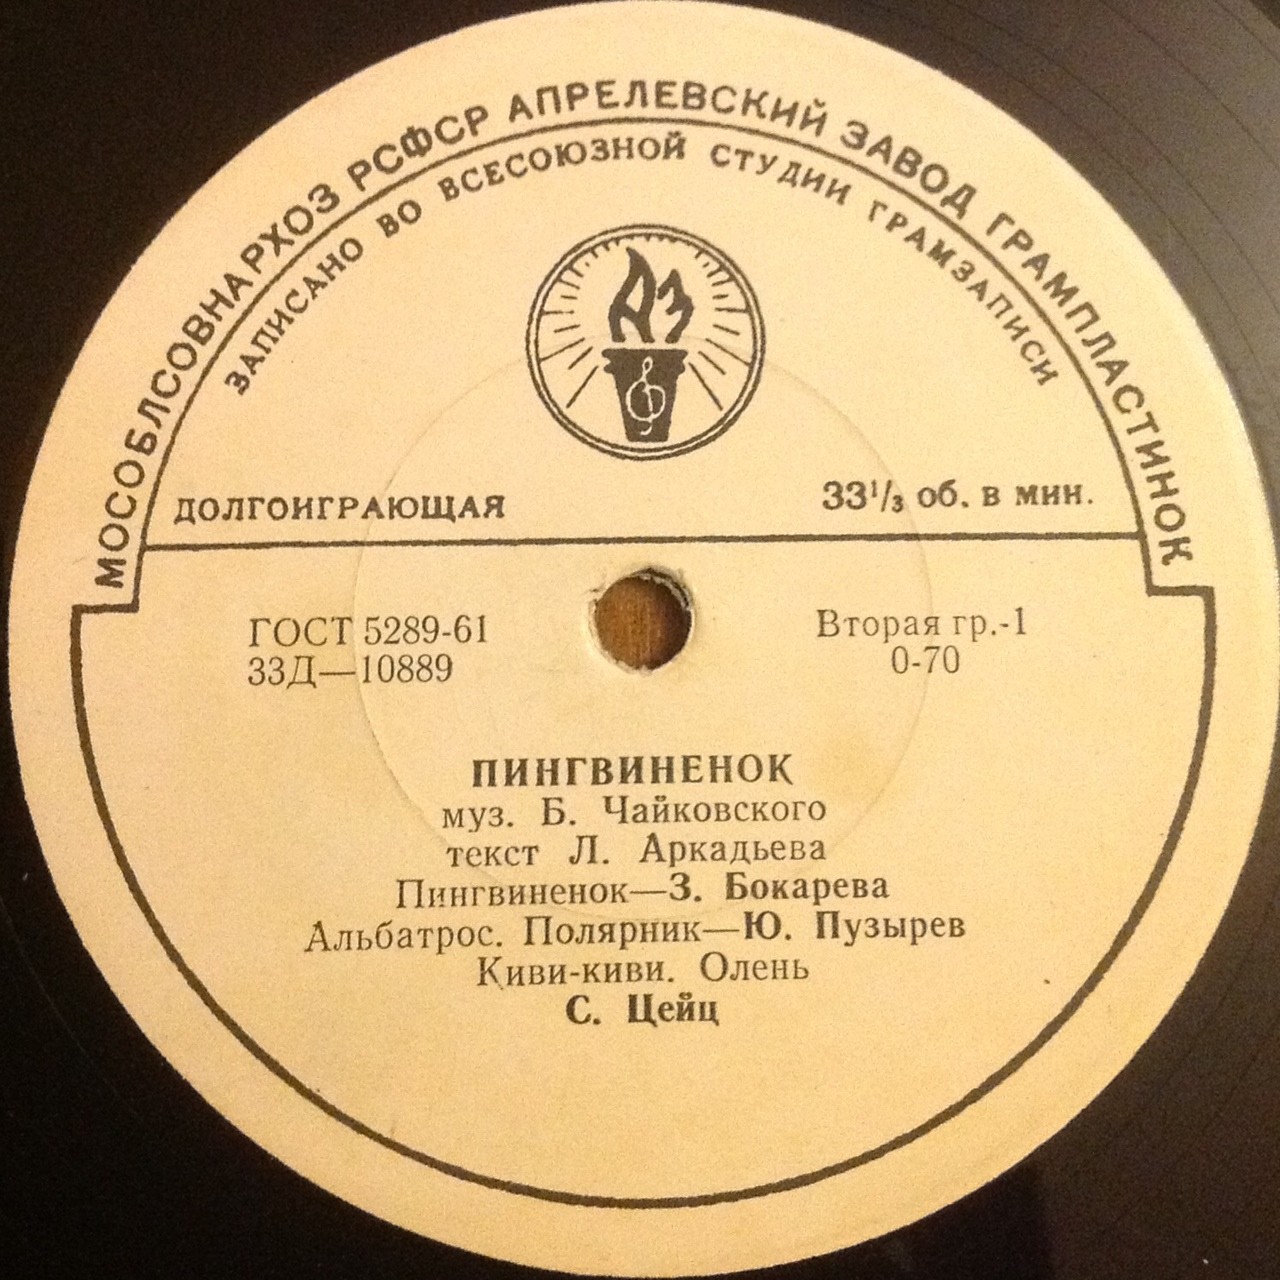 МОСОБЛСОВНАРХОЗ РСФСР АПРЕЛЕВСКИЙ ЗАВОД ГРАМПЛАСТИНОК
ЗАПИСАНО ВО ВСЕСОЮЗНОЙ СТУДИИ ГРАМЗАПИСИ
АЗ
ДОЛГОИГРАЮЩАЯ 33⅓ об. в мин.
ГОСТ 5289-61 Вторая гр.-1
33Д—10889 0-70
ПИНГВИНЕНОК
муз. Б. Чайковского
текст Л. Аркадьева
Пингвиненок—З. Бокарева
Альбатрос. Полярник—Ю. Пузырев
Киви-киви. Олень
С. Цейц